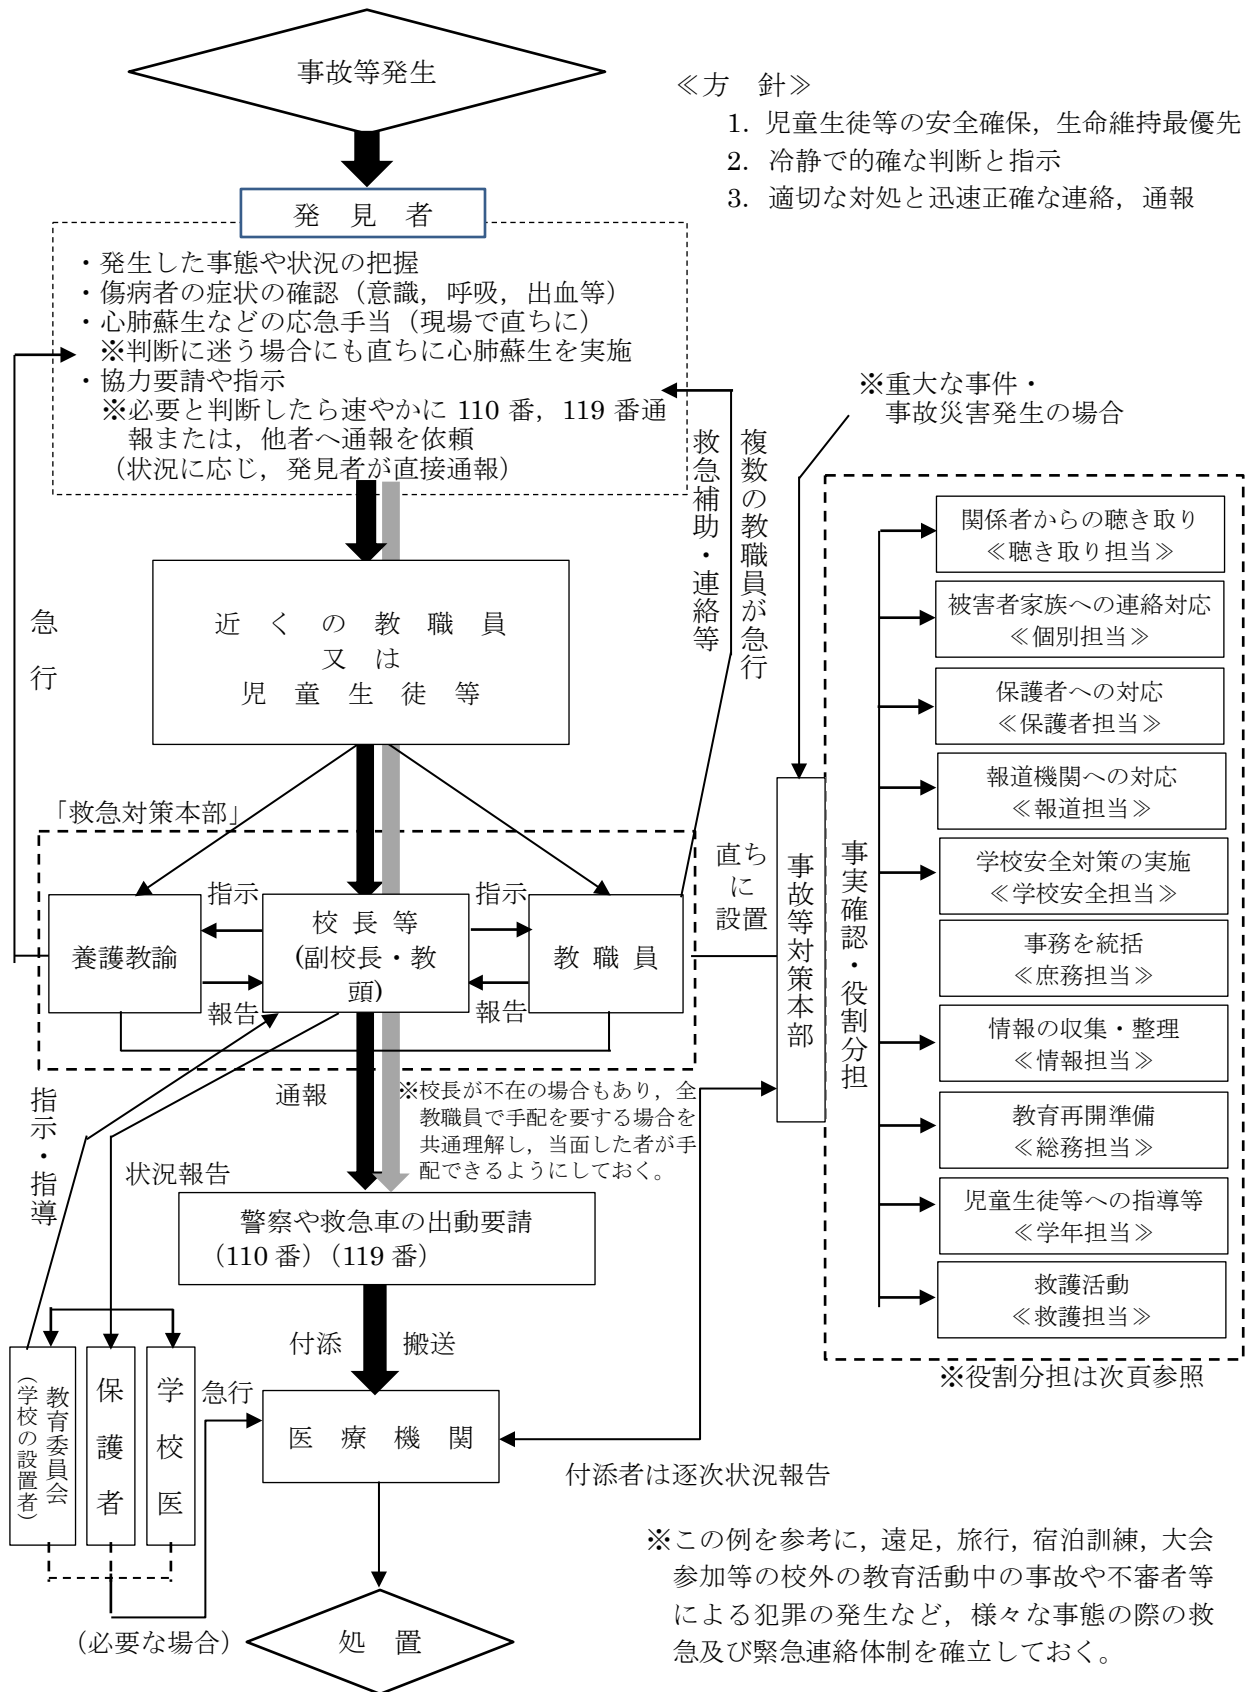 事故等発生
≪方　針≫
1. 児童生徒等の安全確保，生命維持最優先
2. 冷静で的確な判断と指示
3. 適切な対処と迅速正確な連絡，通報
発　見　者
・発生した事態や状況の把握
・傷病者の症状の確認（意識，呼吸，出血等）
・心肺蘇生などの応急手当（現場で直ちに）
※判断に迷う場合にも直ちに心肺蘇生を実施
・協力要請や指示
※必要と判断したら速やかに 110 番，119 番通
報または，他者へ通報を依頼
（状況に応じ，発見者が直接通報）
※重大な事件・
事故災害発生の場合
複数の教職員が急行
救急補助・連絡等
急　行
近　く　の　教　職　員
又　は
児　童　生　徒　等
「救急対策本部」
養護教諭
指示
報告
校 長 等
(副校長・教
頭)
指示
報告
教 職 員
直ち
に
設置
事故等対策本部
事実確認・役割分担
関係者からの聴き取り
≪聴き取り担当≫
被害者家族への連絡対応
≪個別担当≫
保護者への対応
≪保護者担当≫
報道機関への対応
≪報道担当≫
学校安全対策の実施
≪学校安全担当≫
事務を統括
≪庶務担当≫
情報の収集・整理
≪情報担当≫
教育再開準備
≪総務担当≫
児童生徒等への指導等
≪学年担当≫
救護活動
≪救護担当≫
※役割分担は次頁参照
通報
※校長が不在の場合もあり，全
教職員で手配を要する場合を
共通理解し，当面した者が手
配できるようにしておく。
指示・指導
状況報告
警察や救急車の出動要請
（110 番）（119 番）
付添
搬送
教育委員会
（学校の設置者）
保　護　者
学　校　医
急行
医　療　機　関
付添者は逐次状況報告
（必要な場合）
処　置
※この例を参考に，遠足，旅行，宿泊訓練，大会
参加等の校外の教育活動中の事故や不審者等
による犯罪の発生など，様々な事態の際の救
急及び緊急連絡体制を確立しておく。